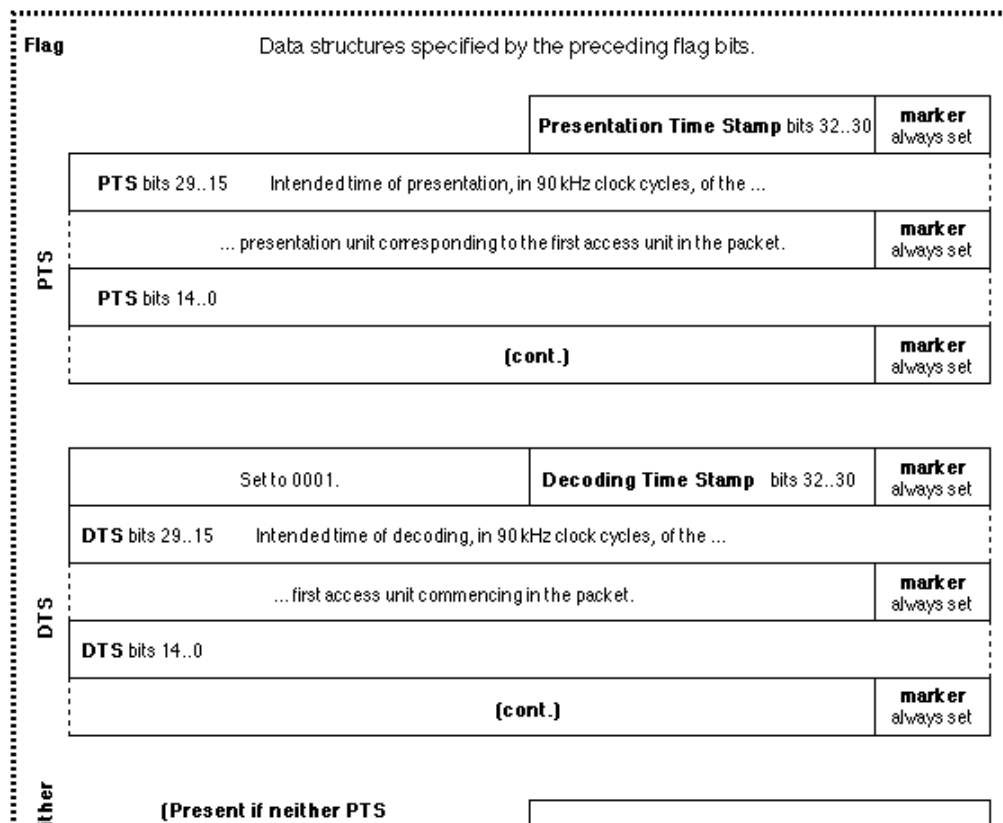 Flag Data structures specified by the preceding flag bits.
Presentation Time Stamp bits 32..30 marker
always set
PTS bits 29..15 Intended time of presentation, in 90 kHz clock cycles, of the ...
... presentation unit corresponding to the first access unit in the packet. marker
always set
PTS
PTS bits 14..0
(cont.) marker
always set
Set to 0001. Decoding Time Stamp bits 32..30 marker
always set
DTS bits 29..15 Intended time of decoding, in 90 kHz clock cycles, of the ...
... first access unit commencing in the packet. marker
always set
DTS
DTS bits 14..0
(cont.) marker
always set
(Present if neither PTS